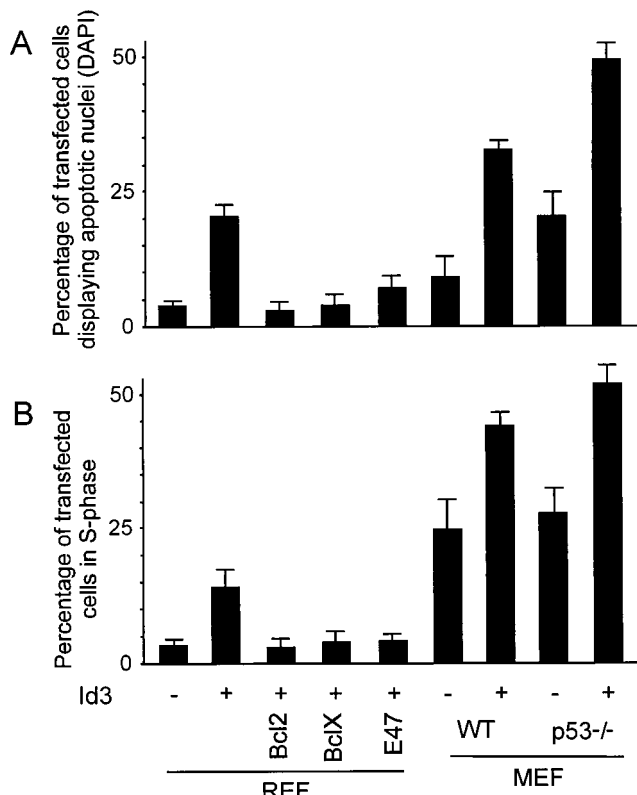 A
Percentage of transfected cells
displaying apoptotic nuclei (DAPI)
50
25
0
B
Percentage of transfected
cells in S-phase
50
25
0
Id3 - + + + + - + - +
Bcl2 BclX E47 WT p53-/-
REF MEF